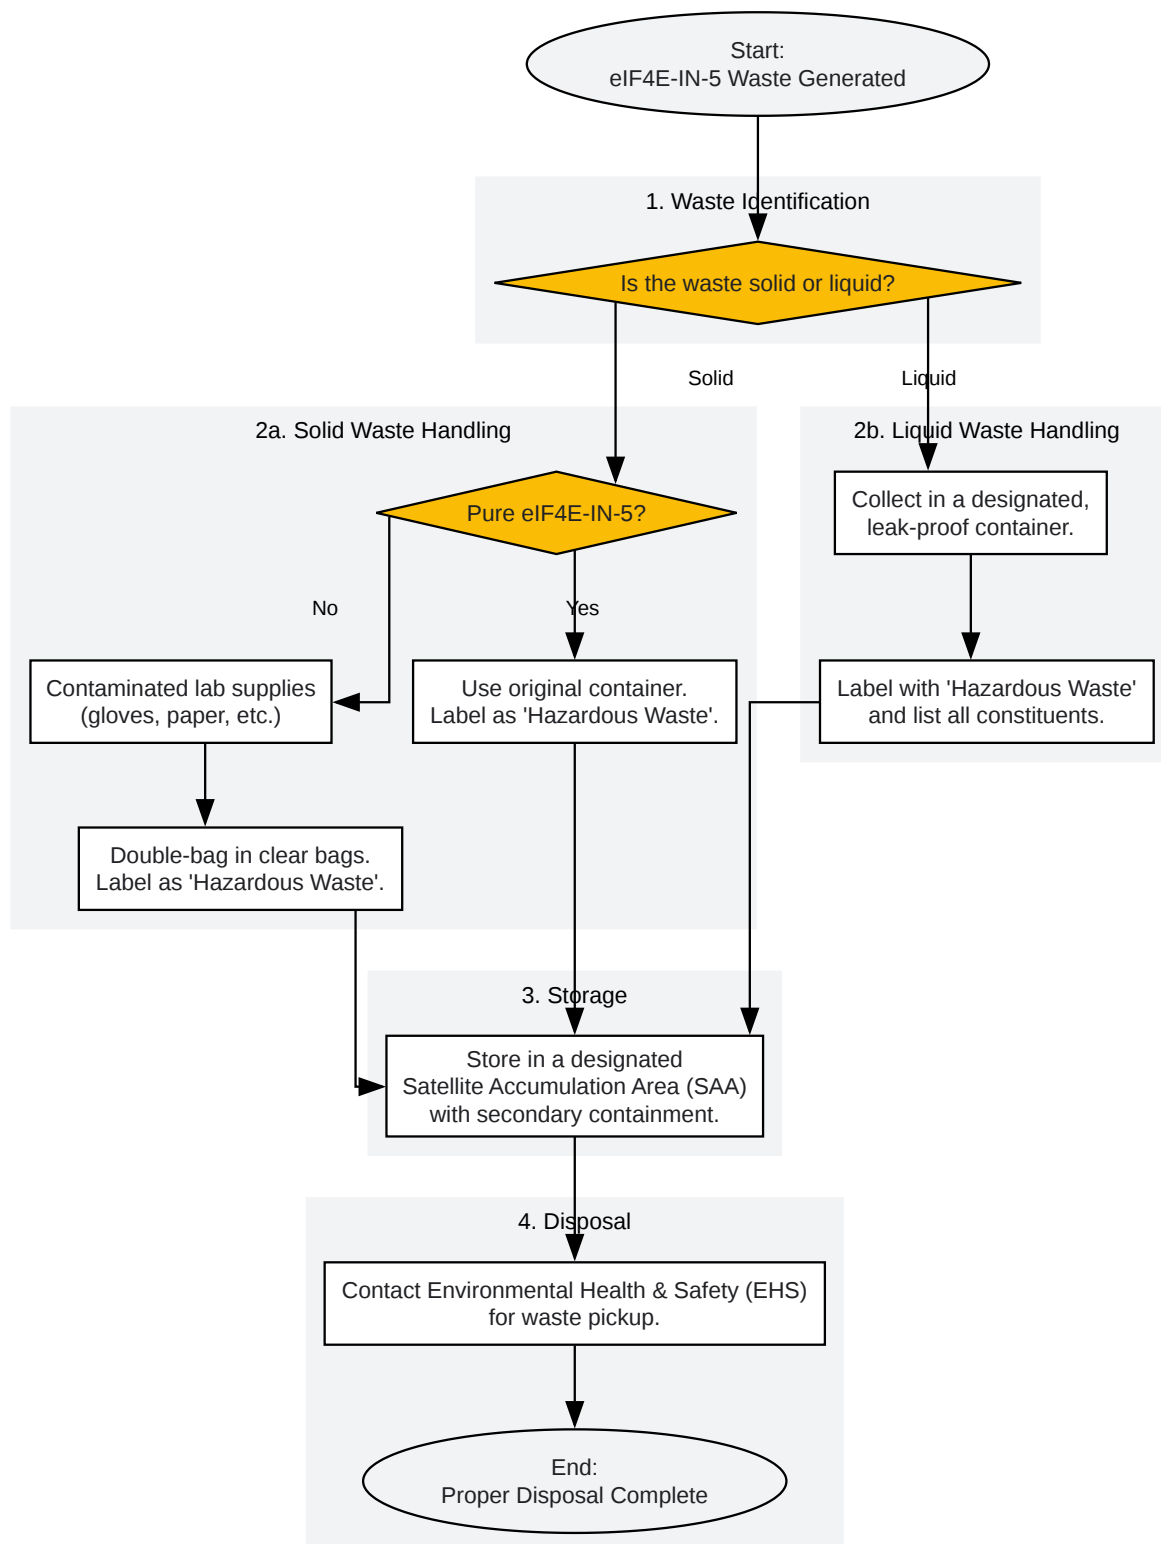 Start:
eIF4E-IN-5 Waste Generated
1. Waste Identification
Is the waste solid or liquid?
Solid
Liquid
2a. Solid Waste Handling
2b. Liquid Waste Handling
Pure eIF4E-IN-5?
Collect in a designated,
leak-proof container.
No
Yes
Contaminated lab supplies
(gloves, paper, etc.)
Use original container.
Label as 'Hazardous Waste'.
Label with 'Hazardous Waste'
and list all constituents.
Double-bag in clear bags.
Label as 'Hazardous Waste'.
3. Storage
Store in a designated
Satellite Accumulation Area (SAA)
with secondary containment.
4. Disposal
Contact Environmental Health & Safety (EHS)
for waste pickup.
End:
Proper Disposal Complete